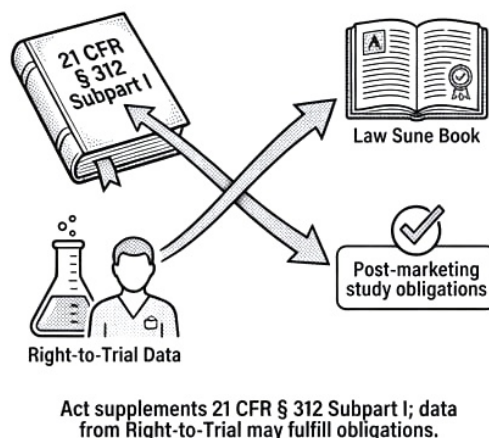 21 CFR
§ 312
Subpart I
A
Law Sune Book
Post-marketing
study obligations
Right-to-Trial Data
Act supplements 21 CFR § 312 Subpart I; data
from Right-to-Trial may fulfill obligations.